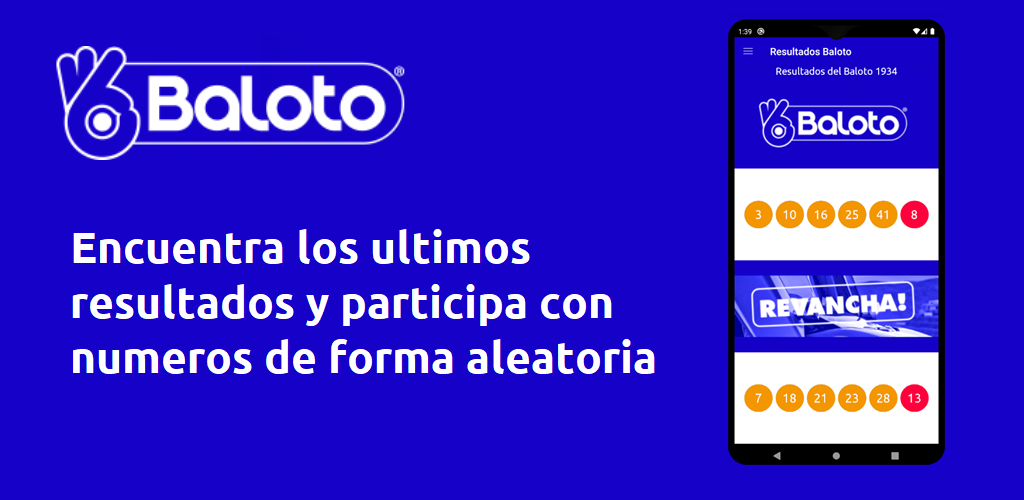 Baloto®
Encuentra los ultimos
resultados y participa con
numeros de forma aleatoria
1:39
Resultados Baloto
Resultados del Baloto 1934
Baloto®
3 10 16 25 41 8
REVANCHA!
7 18 21 23 28 13